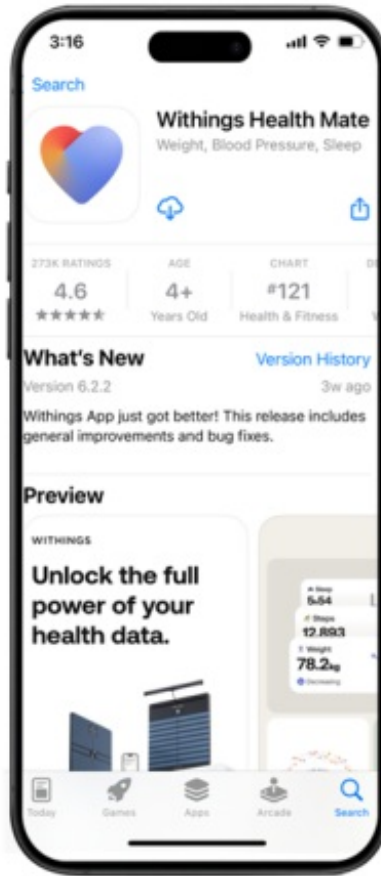 3:16
Search
Withings Health Mate
Weight, Blood Pressure, Sleep
273K RATINGS
AGE
CHART
4.6
4+
#121
Years Old
Health & Fitness
What's New
Version History
Version 6.2.2
3w ago
Withings App just got better! This release includes
general improvements and bug fixes.
Preview
WITHINGS
Unlock the full
power of your
health data.
Sleep
5h54
Steps
12,893
Weight
78.2kg
Decreasing
Today
Games
Apps
Arcade
Search